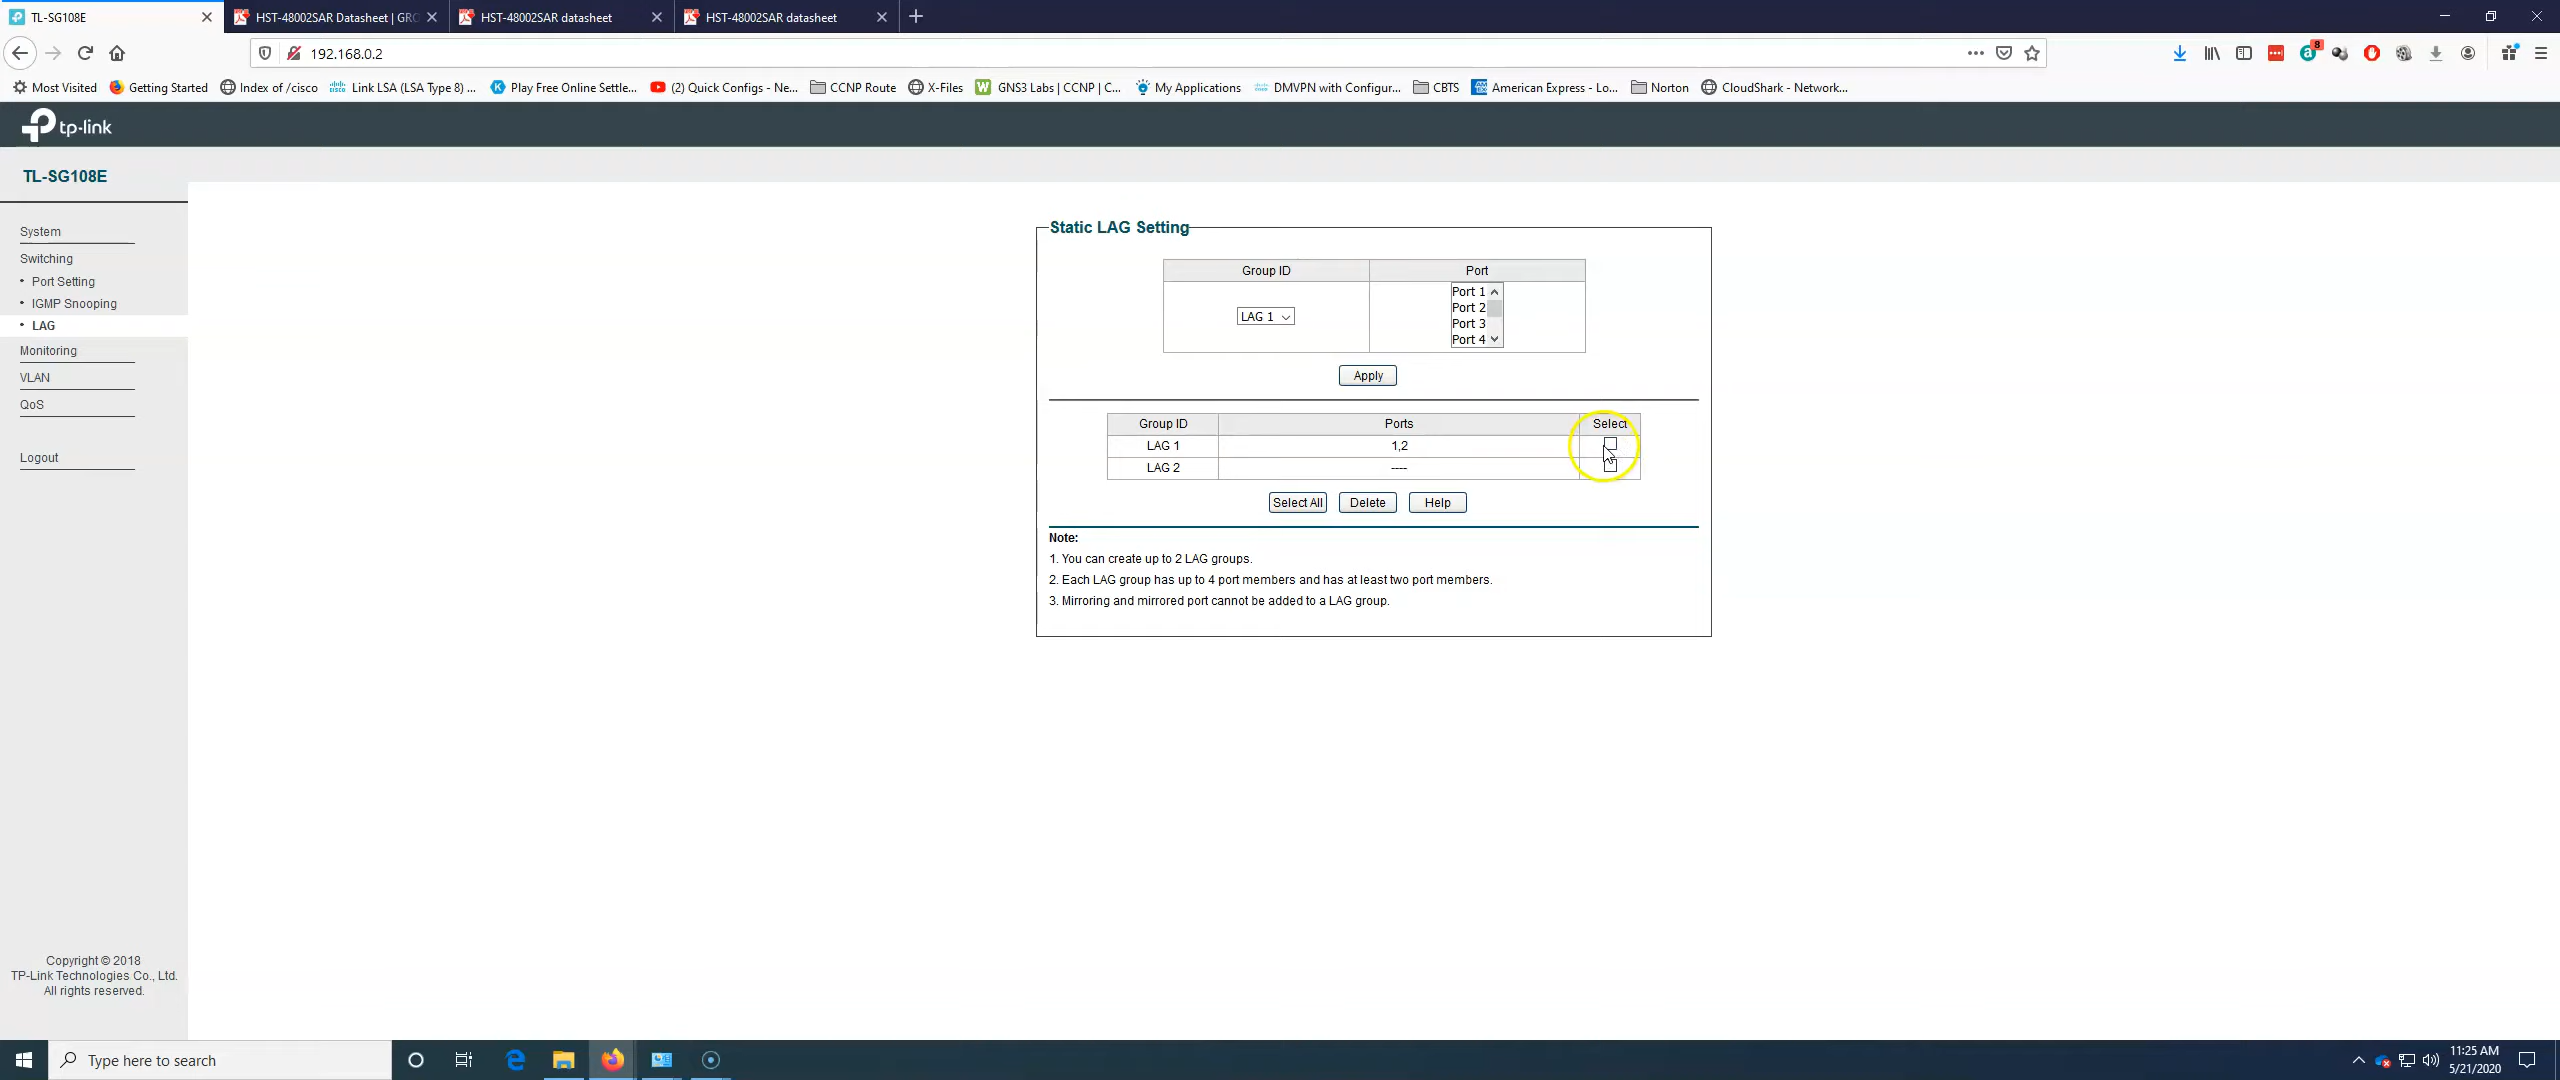 TL-SG108E
HST-48002SAR Datasheet | GRO
HST-48002SAR datasheet
HST-48002SAR datasheet
192.168.0.2
8
Most Visited
Getting Started
Index of /cisco
Link LSA (LSA Type 8) ...
Play Free Online Settle...
(2) Quick Configs - Ne...
CCNP Route
X-Files
GNS3 Labs | CCNP | C...
My Applications
DMVPN with Configur...
CBTS
American Express - Lo...
Norton
CloudShark - Network...
tp-link
TL-SG108E
System
Switching
• Port Setting
• IGMP Snooping
• LAG
Monitoring
VLAN
QoS
Logout
Static LAG Setting
Group ID Port
LAG 1
Port 1
Port 2
Port 3
Port 4
Apply
Group ID Ports Select
LAG 1 1,2
LAG 2 ----
Select All Delete Help
Note:
1. You can create up to 2 LAG groups.
2. Each LAG group has up to 4 port members and has at least two port members.
3. Mirroring and mirrored port cannot be added to a LAG group.
Copyright © 2018
TP-Link Technologies Co., Ltd.
All rights reserved.
Type here to search
11:25 AM
5/21/2020